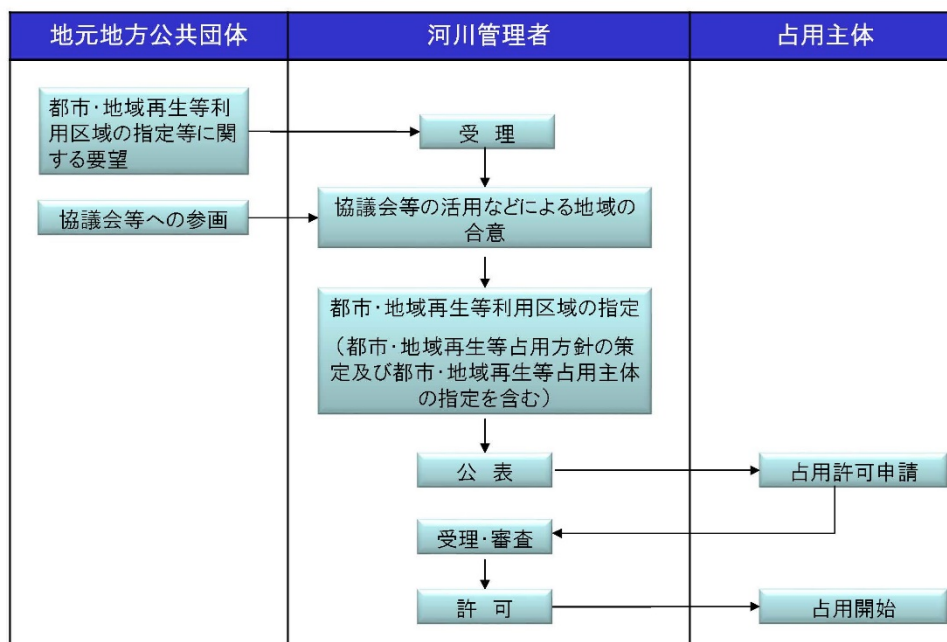 地元地方公共団体
河川管理者
占用主体
都市・地域再生等利
用区域の指定等に関
する要望
受 理
協議会等への参画
協議会等の活用などによる地域の
合意
都市・地域再生等利用区域の指定
（都市・地域再生等占用方針の策
定及び都市・地域再生等占用主体
の指定を含む）
公 表
占用許可申請
受理・審査
許 可
占用開始